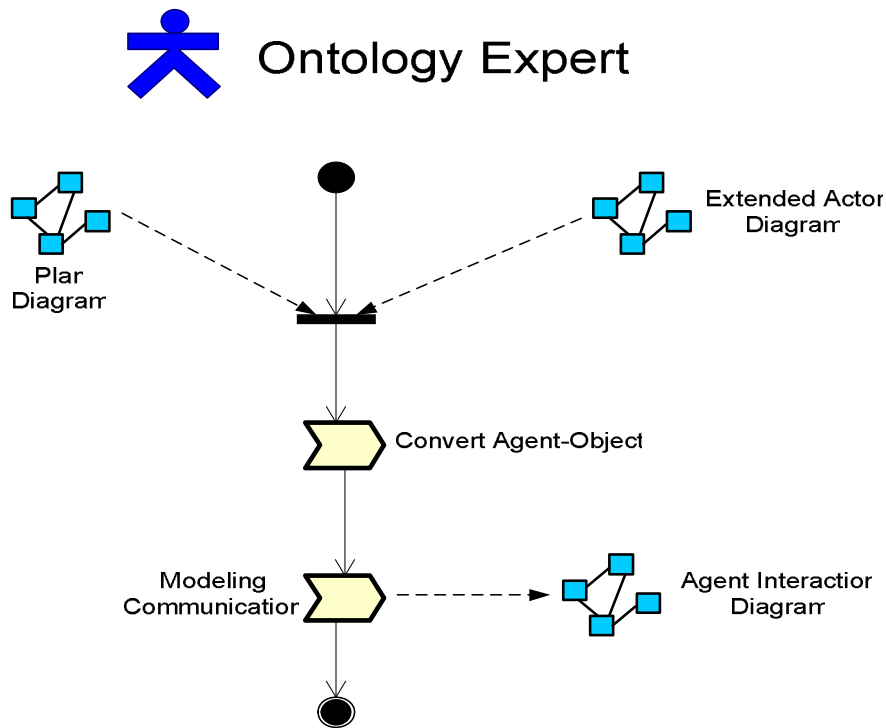 Ontology Expert
Extended Actor
Diagram
Plan
Diagram
Convert Agent-Object
Modeling
Communication
Agent Interaction
Diagram